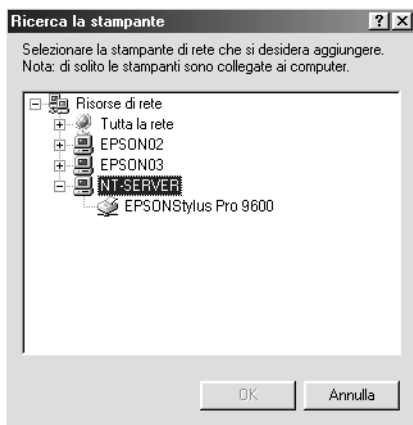 Ricerca la stampante
Selezionare la stampante di rete che si desidera aggiungere.
Nota: di solito le stampanti sono collegate ai computer.
Risorse di rete
Tutta la rete
EPSON02
EPSON03
NT-SERVER
EPSONStylus Pro 9600
OK
Annulla